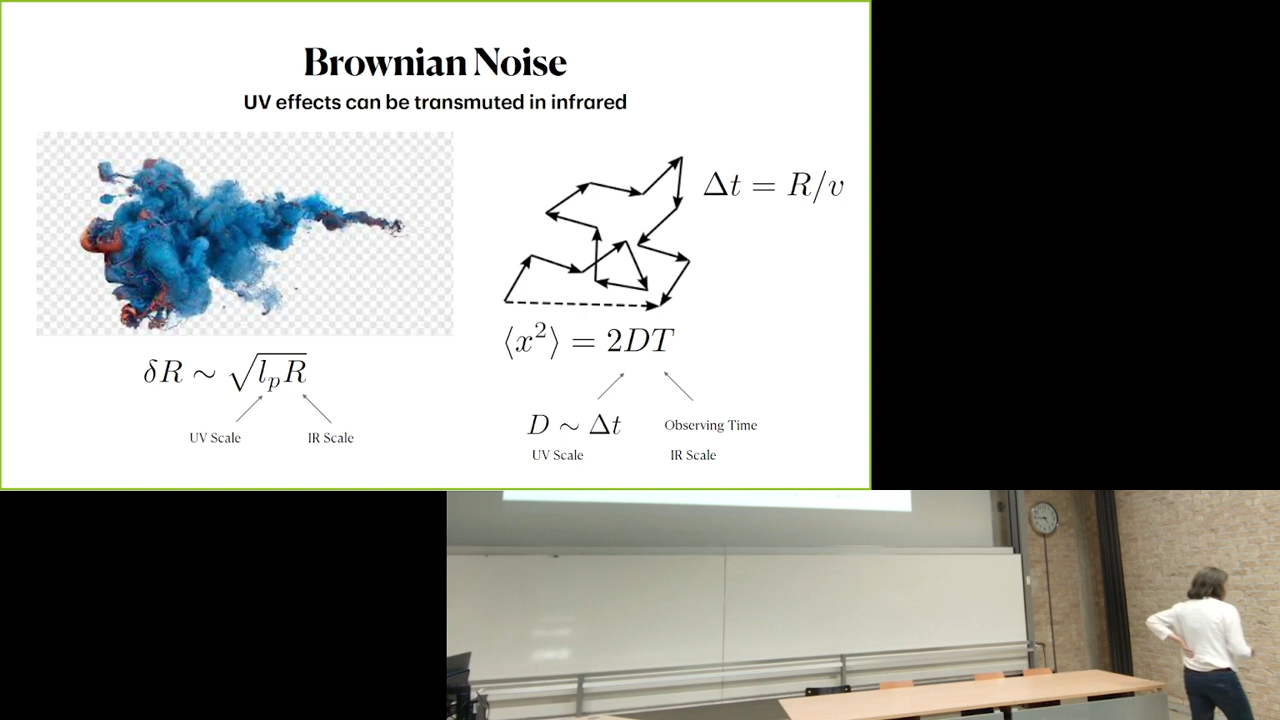 Brownian Noise
UV effects can be transmuted in infrared
Δt = R/v
⟨x²⟩ = 2DT
δR ∼ √(l_p R)
UV Scale
IR Scale
D ∼ Δt
Observing Time
UV Scale
IR Scale